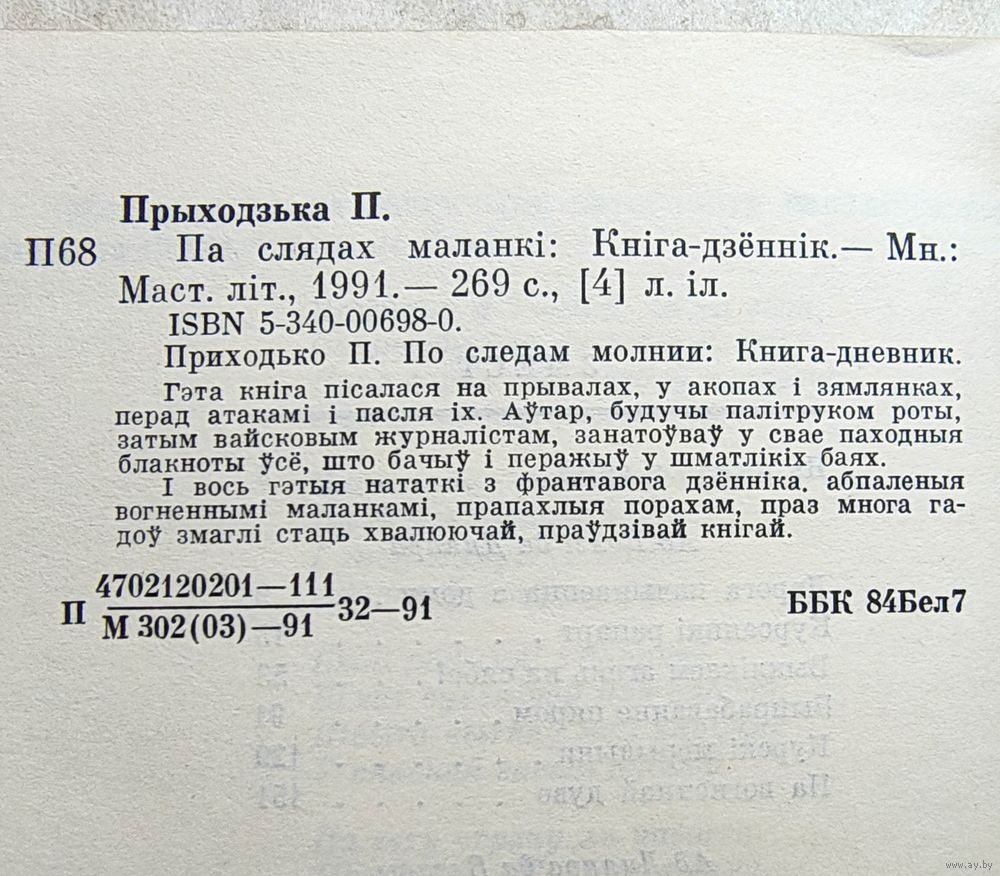 Прыходзька П.
П68 Па слядах маланкі: Кніга-дзённік.— Мн.:
Маст. літ., 1991.— 269 с., [4] л. іл.
ISBN 5-340-00698-0.
Приходько П. По следам молнии: Книга-дневник.
Гэта кніга пісалася на прывалах, у акопах і зямлянках,
перад атакамі і пасля іх. Аўтар, будучы палітруком роты,
затым вайсковым журналістам, занатоўваў у свае паходныя
блакноты ўсё, што бачыў і перажыў у шматлікіх баях.
І вось гэтыя нататкі з франтавога дзённіка, абпаленыя
вогненнымі маланкамі, прапахлыя порахам, праз многа га-
доў змаглі стаць хвалюючай, праўдзівай кнігай.
П 4702120201—111 32—91
М 302(03)—91
ББК 84Бел7
www.ay.by